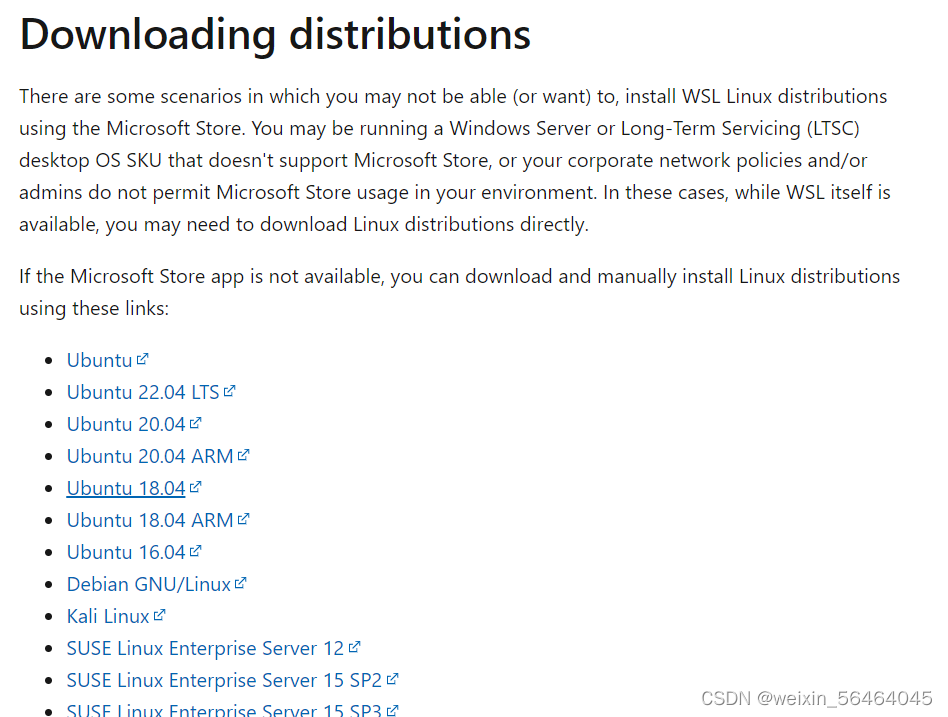 Downloading distributions
There are some scenarios in which you may not be able (or want) to, install WSL Linux distributions
using the Microsoft Store. You may be running a Windows Server or Long-Term Servicing (LTSC)
desktop OS SKU that doesn't support Microsoft Store, or your corporate network policies and/or
admins do not permit Microsoft Store usage in your environment. In these cases, while WSL itself is
available, you may need to download Linux distributions directly.
If the Microsoft Store app is not available, you can download and manually install Linux distributions
using these links:
Ubuntu
Ubuntu 22.04 LTS
Ubuntu 20.04
Ubuntu 20.04 ARM
Ubuntu 18.04
Ubuntu 18.04 ARM
Ubuntu 16.04
Debian GNU/Linux
Kali Linux
SUSE Linux Enterprise Server 12
SUSE Linux Enterprise Server 15 SP2
SUSE Linux Enterprise Server 15 SP3
CSDN @weixin_56464045